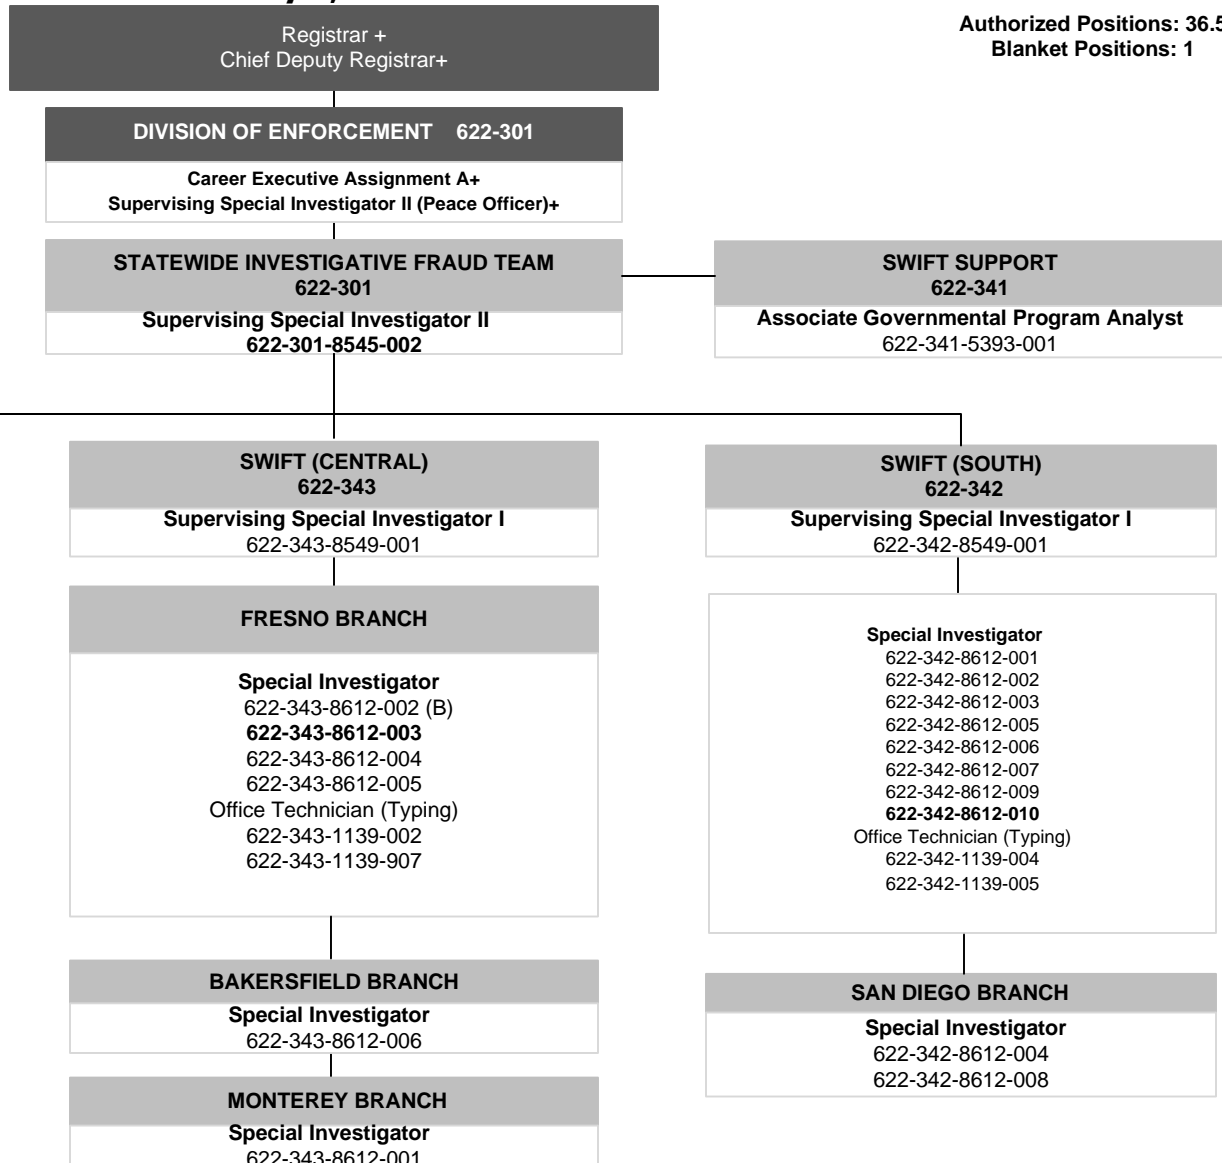 Registrar +
Chief Deputy Registrar+
Authorized Positions: 36.5
Blanket Positions: 1
DIVISION OF ENFORCEMENT 622-301
Career Executive Assignment A+
Supervising Special Investigator II (Peace Officer)+
STATEWIDE INVESTIGATIVE FRAUD TEAM
622-301
Supervising Special Investigator II
622-301-8545-002
SWIFT SUPPORT
622-341
Associate Governmental Program Analyst
622-341-5393-001
SWIFT (CENTRAL)
622-343
Supervising Special Investigator I
622-343-8549-001
FRESNO BRANCH
Special Investigator
622-343-8612-002 (B)
622-343-8612-003
622-343-8612-004
622-343-8612-005
Office Technician (Typing)
622-343-1139-002
622-343-1139-907
BAKERSFIELD BRANCH
Special Investigator
622-343-8612-006
MONTEREY BRANCH
Special Investigator
622-343-8612-001
SWIFT (SOUTH)
622-342
Supervising Special Investigator I
622-342-8549-001
Special Investigator
622-342-8612-001
622-342-8612-002
622-342-8612-003
622-342-8612-005
622-342-8612-006
622-342-8612-007
622-342-8612-009
622-342-8612-010
Office Technician (Typing)
622-342-1139-004
622-342-1139-005
SAN DIEGO BRANCH
Special Investigator
622-342-8612-004
622-342-8612-008